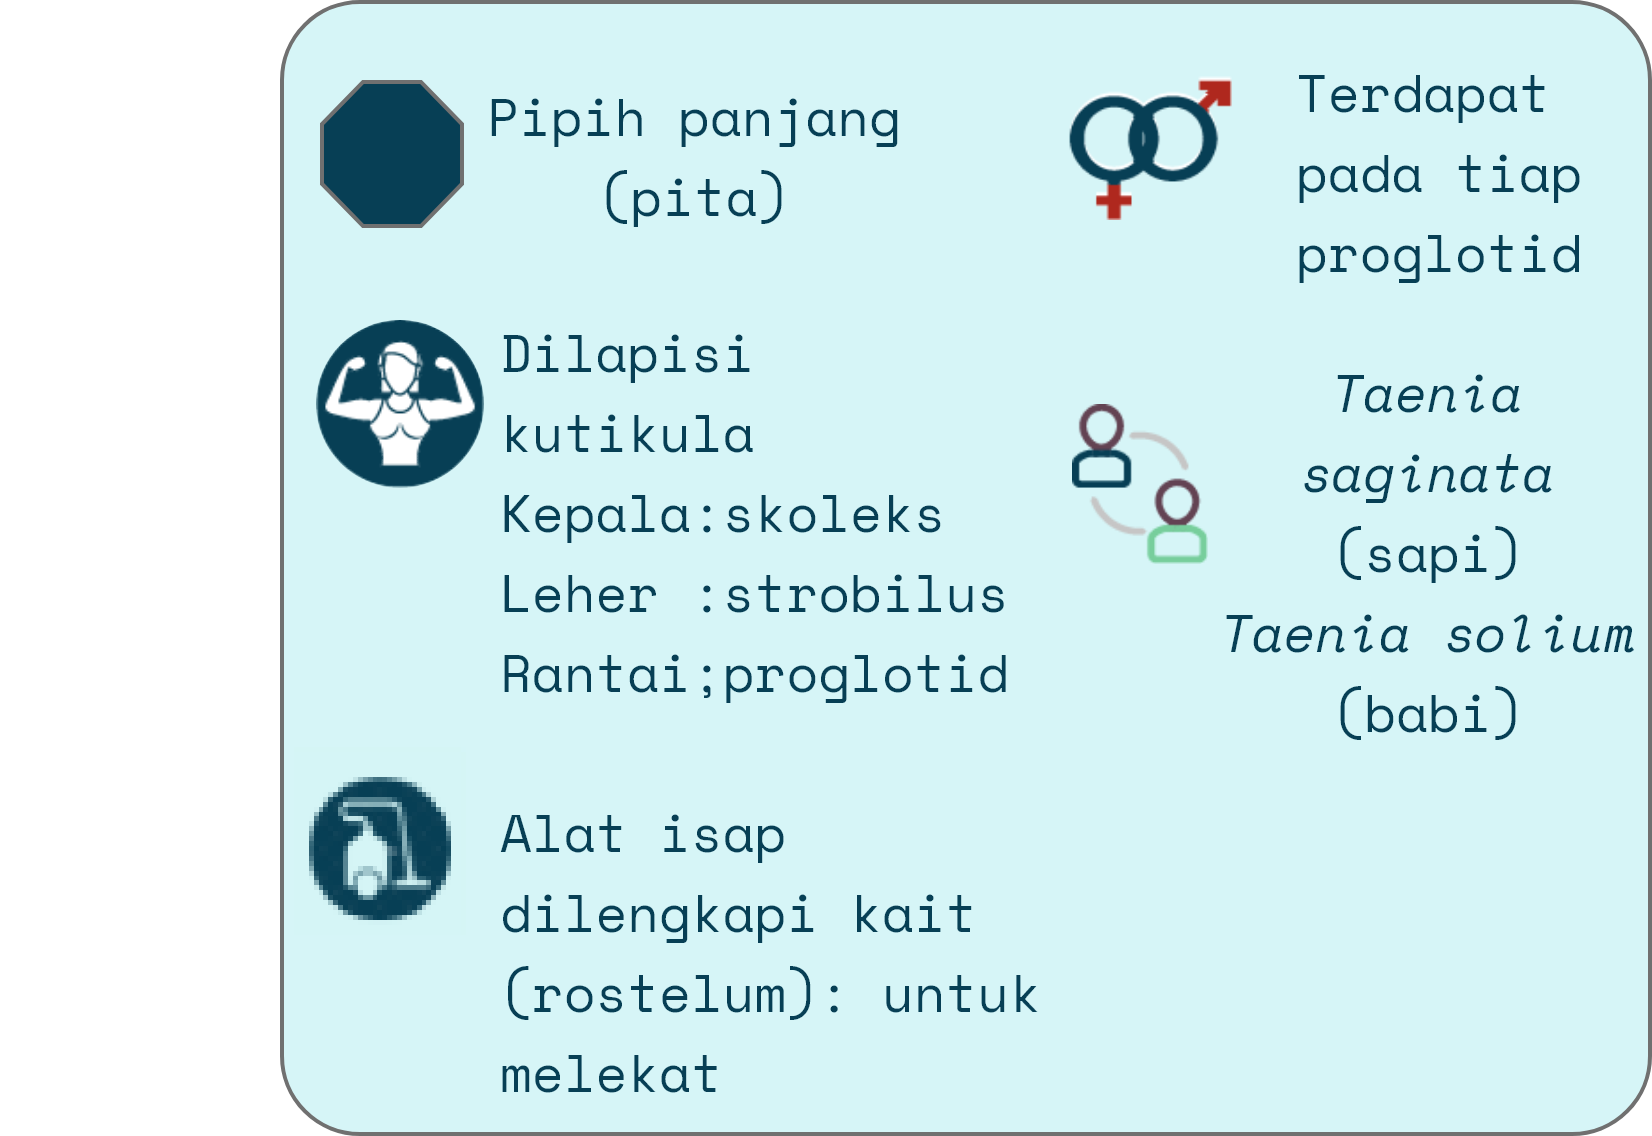 Pipih panjang
(pita)
Dilapisi
kutikula
Kepala:skoleks
Leher :strobilus
Rantai;proglotid
Alat isap
dilengkapi kait
(rostelum): untuk
melekat
Terdapat
pada tiap
proglotid
Taenia
saginata
(sapi)
Taenia solium
(babi)